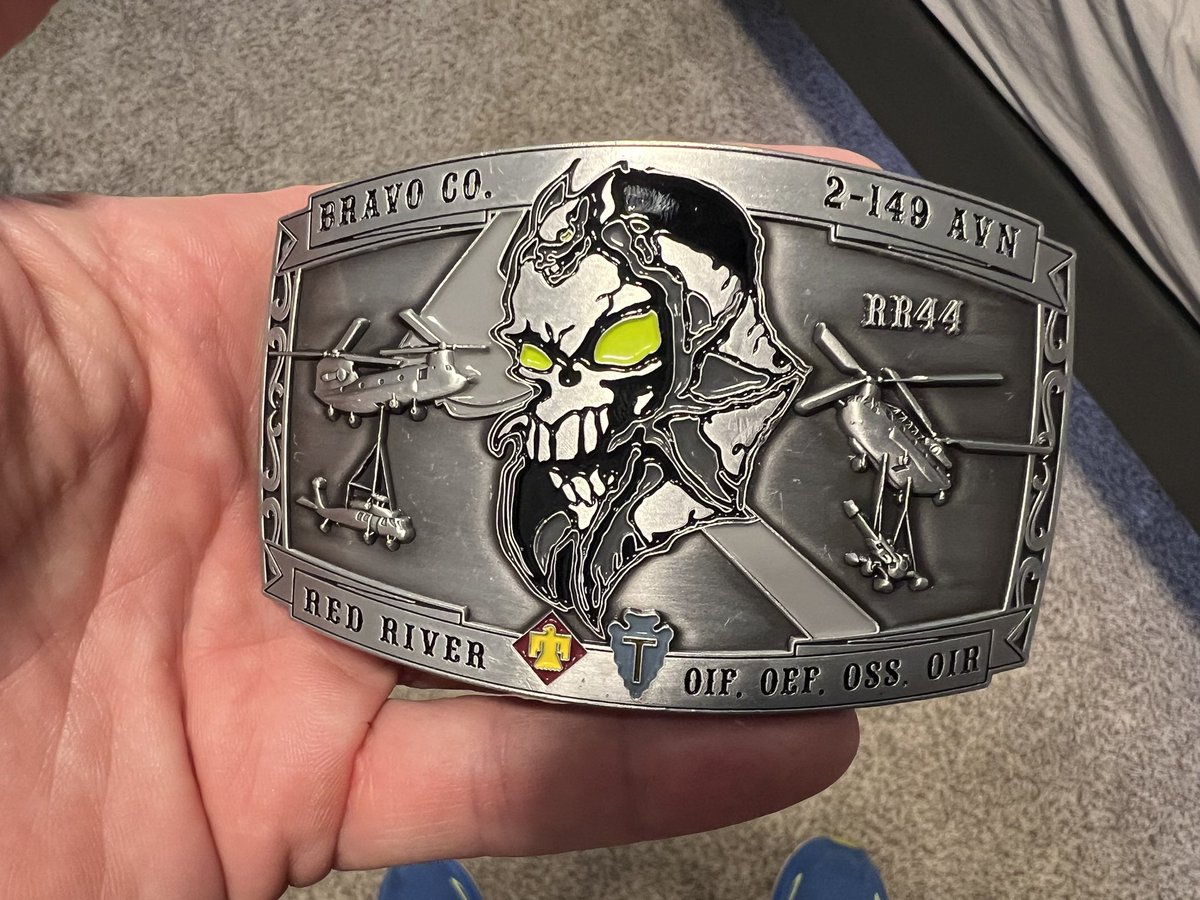 BRAVO CO.
2-149 AVN
RR44
RED RIVER
T
OIF. OEF. OSS. OIR